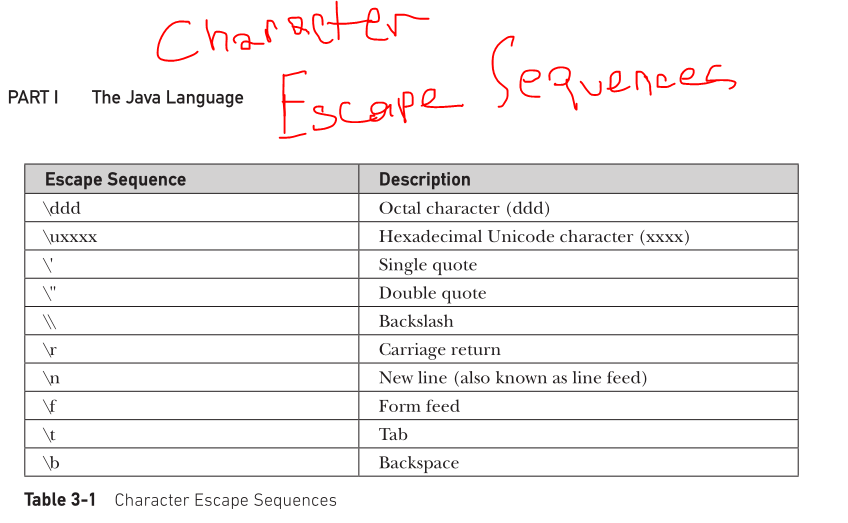 Character
Escape Sequences
PART I The Java Language
Escape Sequence Description
\ddd Octal character (ddd)
\uxxxx Hexadecimal Unicode character (xxxx)
\' Single quote
\" Double quote
\\ Backslash
\r Carriage return
\n New line (also known as line feed)
\f Form feed
\t Tab
\b Backspace
Table 3-1 Character Escape Sequences